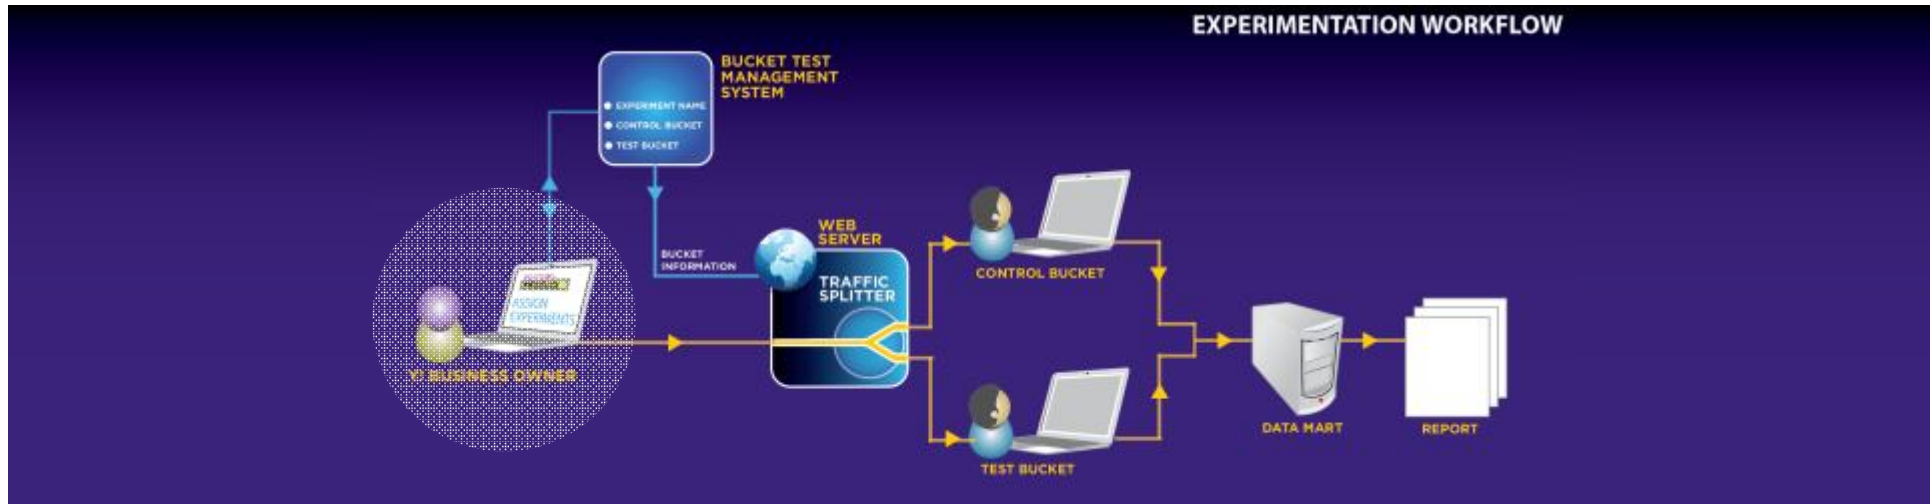 EXPERIMENTATION WORKFLOW
BUCKET TEST
MANAGEMENT
SYSTEM
EXPERIMENT NAME
CONTROL BUCKET
TEST BUCKET
WEB
SERVER
BUCKET
INFORMATION
TRAFFIC
SPLITTER
CONTROL BUCKET
ASSIGN
EXPERIMENTS
Y! BUSINESS OWNER
DATA MART
REPORT
TEST BUCKET